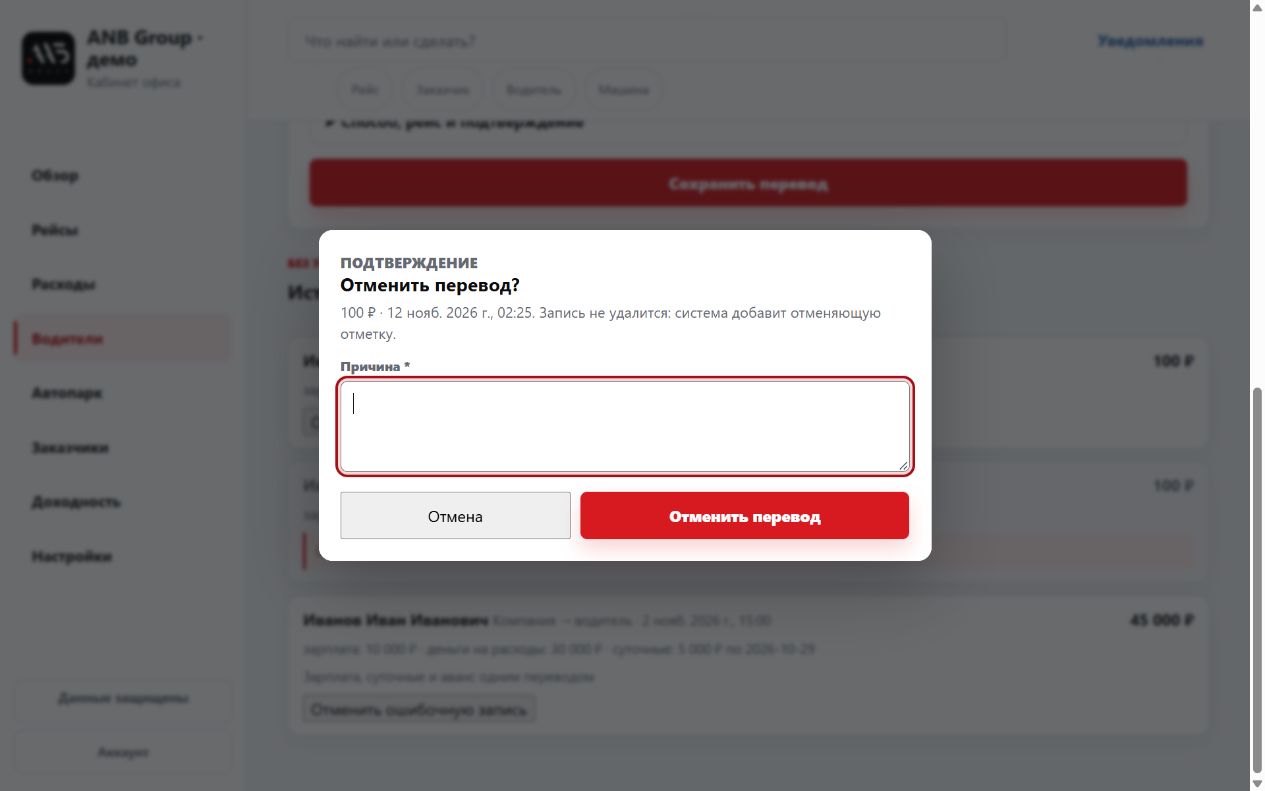 ANB Group ·
демо
Кабинет офиса
Что найти или сделать?
Уведомления
Рейс
Заказчик
Водитель
Машина
Обзор
Рейсы
Расходы
Водители
Автопарк
Заказчики
Доходность
Настройки
Данные защищены
Аккаунт
Способ, рейс и подтверждение
Сохранить перевод
ПОДТВЕРЖДЕНИЕ
Отменить перевод?
100 ₽ · 12 нояб. 2026 г., 02:25. Запись не удалится: система добавит отменяющую
отметку.
Причина *
Отмена
Отменить перевод
100 ₽
100 ₽
Иванов Иван Иванович Компания → водитель · 2 нояб. 2026 г., 15:00
45 000 ₽
зарплата: 10 000 ₽ · деньги на расходы: 30 000 ₽ · суточные: 5 000 ₽ по 2026-10-29
Зарплата, суточные и аванс одним переводом
Отменить ошибочную запись